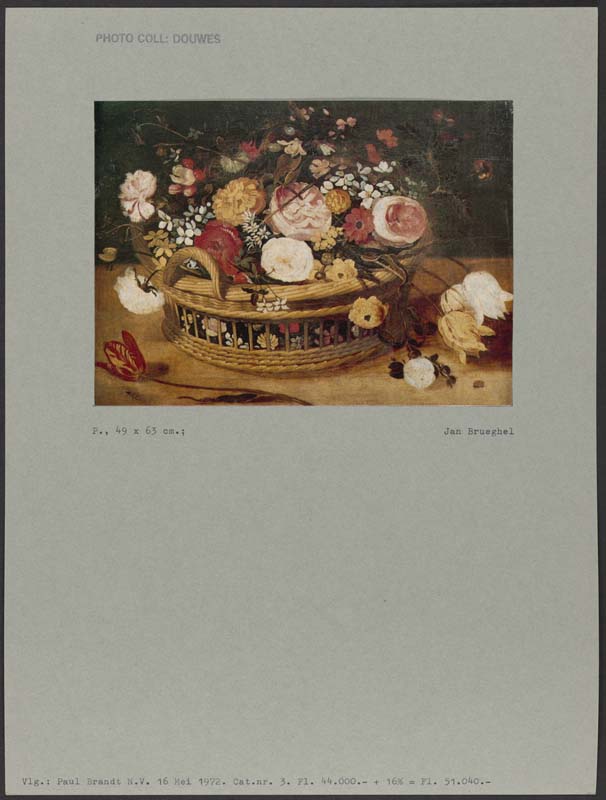 PHOTO COLL: DOUWES
P., 49 x 63 cm.; Jan Brueghel
Vlg.: Paul Brandt N.V. 16 Mei 1972. Cat.nr. 3. Fl. 44.000.- + 16% = Fl. 51.040.-